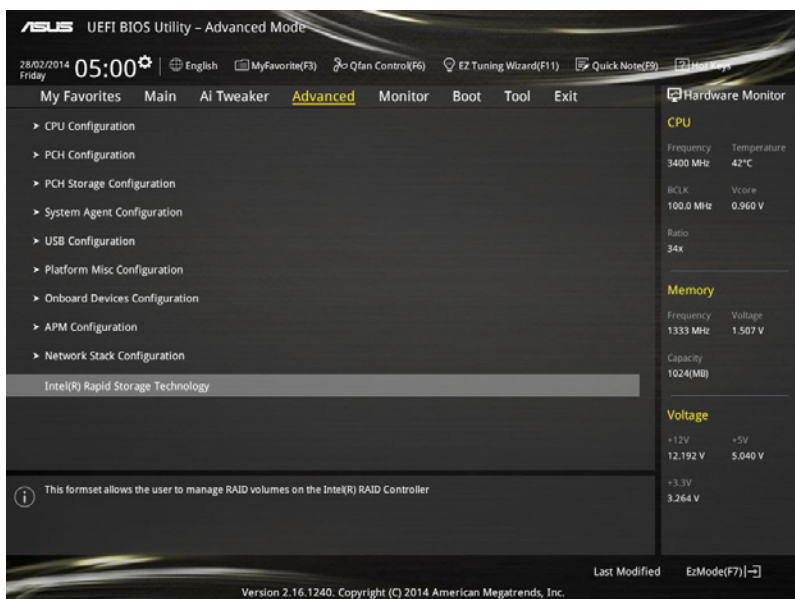 ASUS UEFI BIOS Utility – Advanced Mode
28/02/2014
Friday
05:00
English MyFavorite(F3) Qfan Control(F6) EZ Tuning Wizard(F11) Quick Note(F9) Hot Keys
My Favorites Main Ai Tweaker Advanced Monitor Boot Tool Exit
> CPU Configuration
> PCH Configuration
> PCH Storage Configuration
> System Agent Configuration
> USB Configuration
> Platform Misc Configuration
> Onboard Devices Configuration
> APM Configuration
> Network Stack Configuration
Intel(R) Rapid Storage Technology
This formset allows the user to manage RAID volumes on the Intel(R) RAID Controller
Hardware Monitor
CPU
Frequency Temperature
3400 MHz 42°C
BCLK Vcore
100.0 MHz 0.960 V
Ratio
34x
Memory
Frequency Voltage
1333 MHz 1.507 V
Capacity
1024(MB)
Voltage
+12V +5V
12.192 V 5.040 V
+3.3V
3.264 V
Last Modified EzMode(F7)
Version 2.16.1240. Copyright (C) 2014 American Megatrends, Inc.